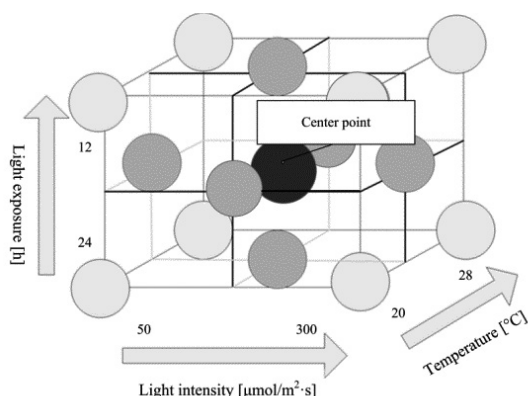 Center point
Light exposure [h]
12
24
50
300
20
28
Light intensity [μmol/m²·s]
Temperature [°C]